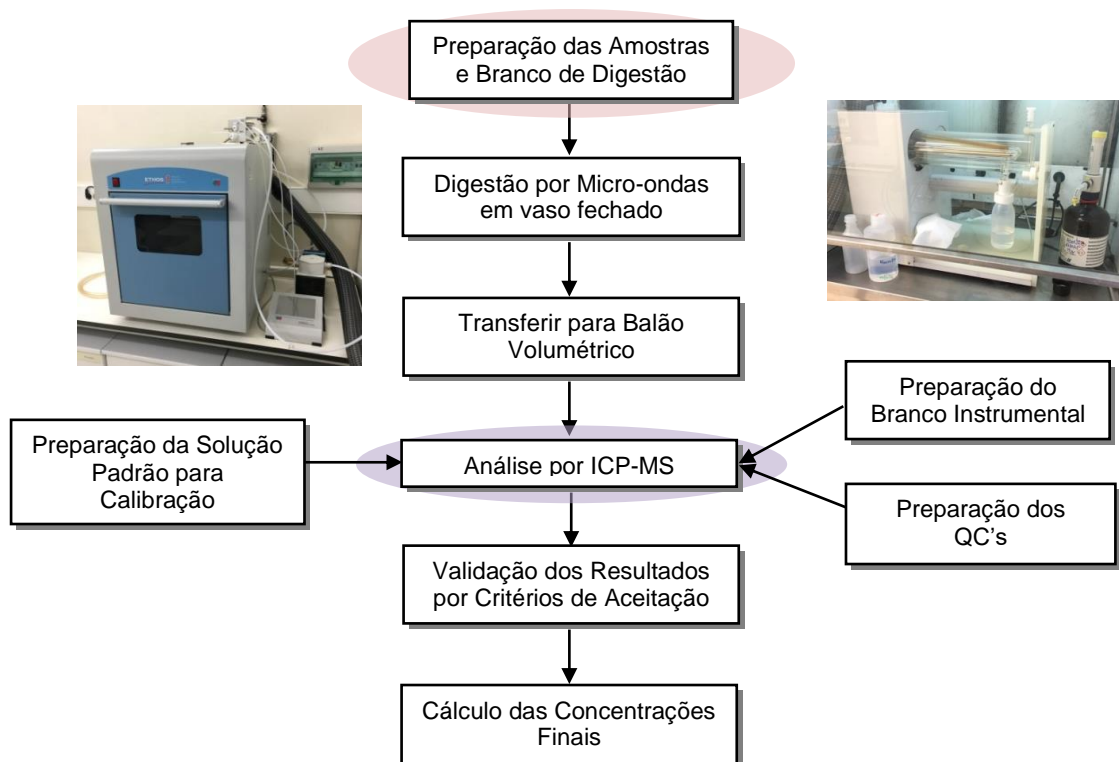 Preparação das Amostras
e Branco de Digestão
ETHOS
Digestão por Micro-ondas
em vaso fechado
Transferir para Balão
Volumétrico
Preparação do
Branco Instrumental
Preparação da Solução
Padrão para
Calibração
Análise por ICP-MS
Preparação dos
QC's
Validação dos Resultados
por Critérios de Aceitação
Cálculo das Concentrações
Finais